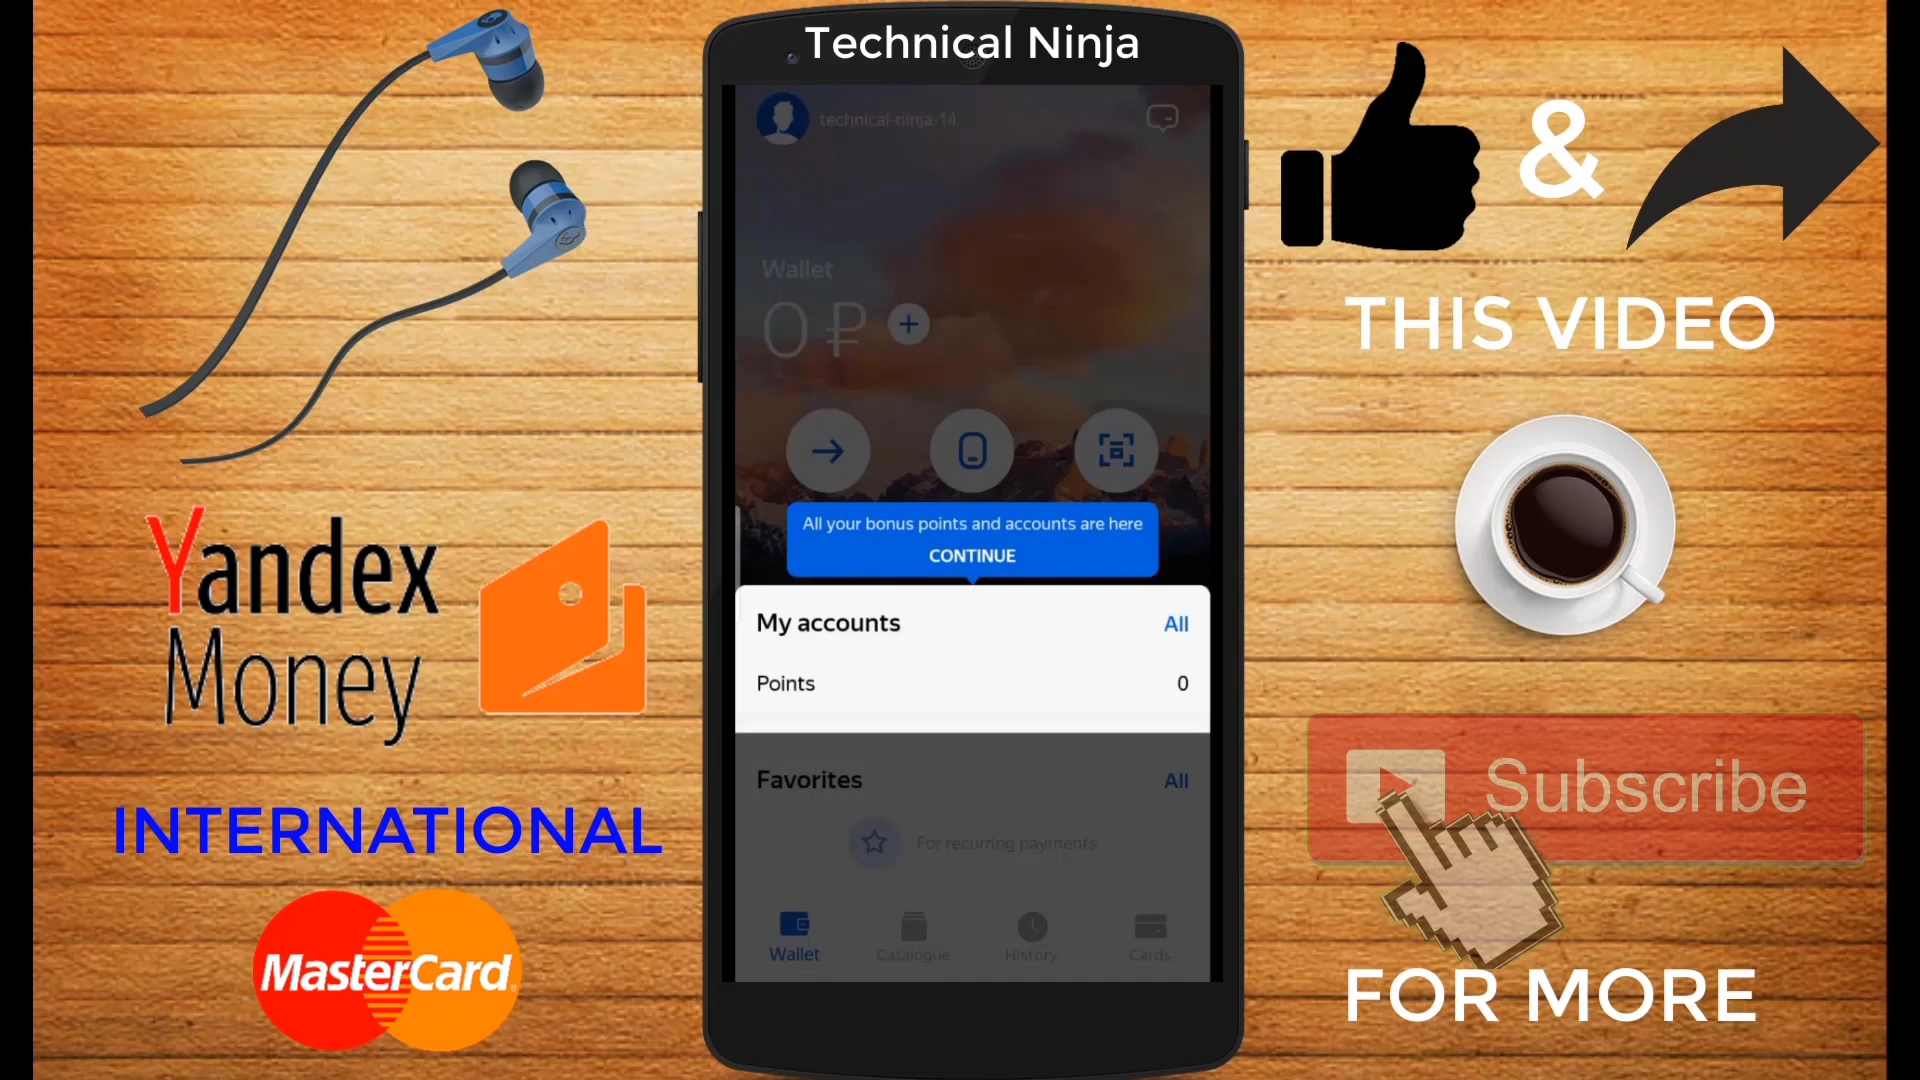 Technical Ninja
technical-ninja-14
Wallet
0 ₽
All your bonus points and accounts are here
CONTINUE
My accounts
All
Points
0
Favorites
All
For recurring payments
Wallet
Catalogue
History
Cards
Yandex
Money
INTERNATIONAL
MasterCard
&
THIS VIDEO
Subscribe
FOR MORE